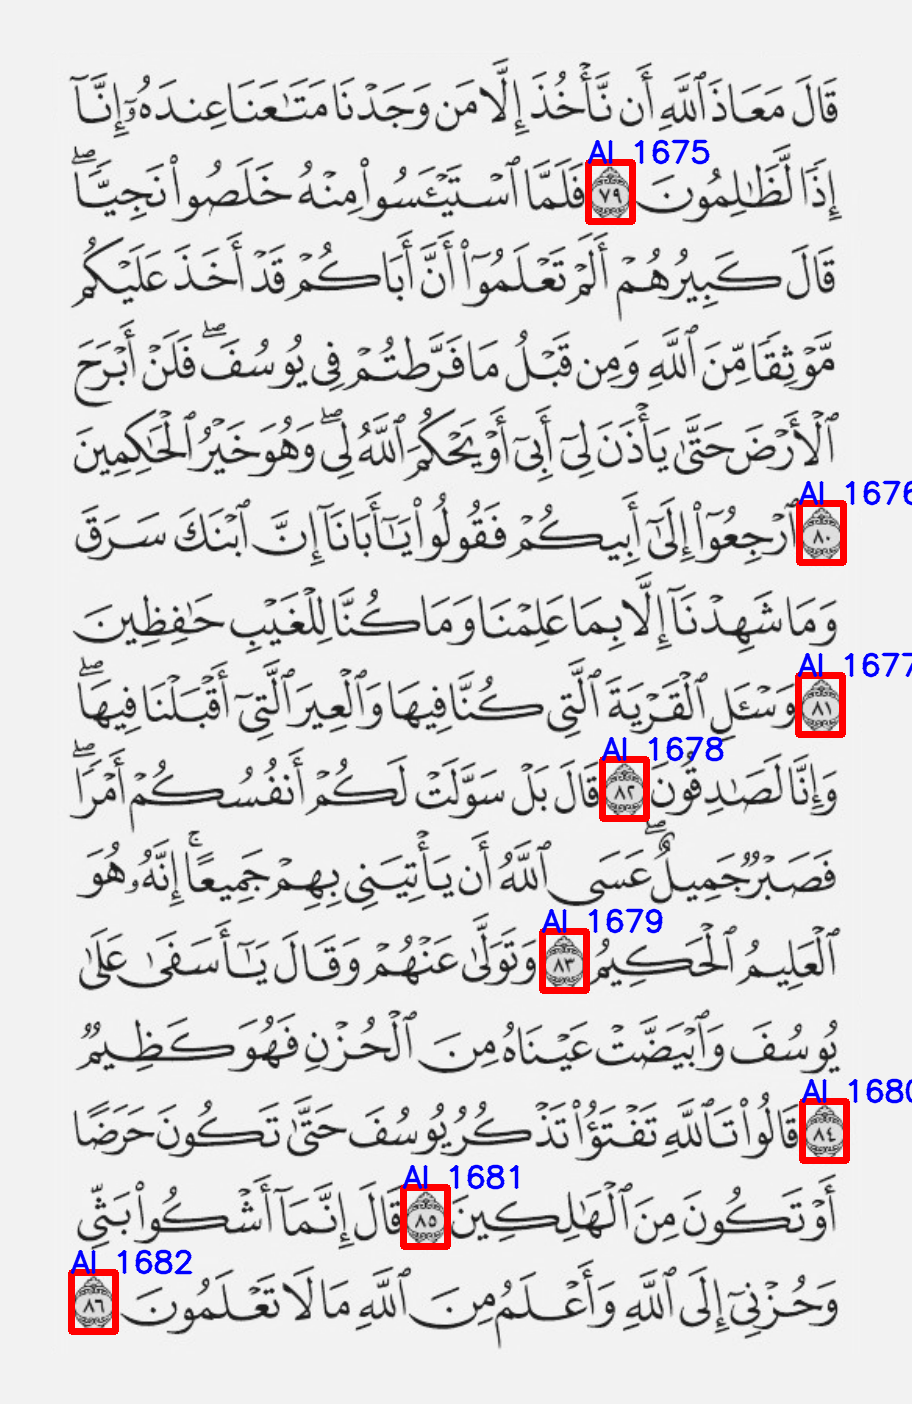 قَالَ مَعَاذَ ٱللَّهِ أَن نَّأۡخُذَ إِلَّا مَن وَجَدۡنَا مَتَٰعَنَا عِندَهُۥٓ إِنَّآ
AI 1675
إِذٗا لَّظَٰلِمُونَ ٧٩ فَلَمَّا ٱسۡتَيۡـَٔسُواْ مِنۡهُ خَلَصُواْ نَجِيّٗاۖ
قَالَ كَبِيرُهُمۡ أَلَمۡ تَعۡلَمُوٓاْ أَنَّ أَبَاكُمۡ قَدۡ أَخَذَ عَلَيۡكُم
مَّوۡثِقٗا مِّنَ ٱللَّهِ وَمِن قَبۡلُ مَا فَرَّطتُمۡ فِي يُوسُفَۖ فَلَنۡ أَبۡرَحَ
ٱلۡأَرۡضَ حَتَّىٰ يَأۡذَنَ لِيٓ أَبِيٓ أَوۡ يَحۡكُمَ ٱللَّهُ لِيۖ وَهُوَ خَيۡرُ ٱلۡحَٰكِمِينَ
AI 1676
٨٠ ٱرۡجِعُوٓاْ إِلَىٰٓ أَبِيكُمۡ فَقُولُواْ يَٰٓأَبَانَآ إِنَّ ٱبۡنَكَ سَرَقَ
وَمَا شَهِدۡنَآ إِلَّا بِمَا عَلِمۡنَا وَمَا كُنَّا لِلۡغَيۡبِ حَٰفِظِينَ
AI 1677
٨١ وَسۡـَٔلِ ٱلۡقَرۡيَةَ ٱلَّتِي كُنَّا فِيهَا وَٱلۡعِيرَ ٱلَّتِيٓ أَقۡبَلۡنَا فِيهَاۖ
AI 1678
وَإِنَّا لَصَٰدِقُونَ ٨٢ قَالَ بَلۡ سَوَّلَتۡ لَكُمۡ أَنفُسُكُمۡ أَمۡرٗاۖ
فَصَبۡرٞ جَمِيلٌۖ عَسَى ٱللَّهُ أَن يَأۡتِيَنِي بِهِمۡ جَمِيعًاۚ إِنَّهُۥ هُوَ
AI 1679
ٱلۡعَلِيمُ ٱلۡحَكِيمُ ٨٣ وَتَوَلَّىٰ عَنۡهُمۡ وَقَالَ يَٰٓأَسَفَىٰ عَلَىٰ
يُوسُفَ وَٱبۡيَضَّتۡ عَيۡنَاهُ مِنَ ٱلۡحُزۡنِ فَهُوَ كَظِيمٞ
AI 1680
٨٤ قَالُواْ تَٱللَّهِ تَفۡتَؤُاْ تَذۡكُرُ يُوسُفَ حَتَّىٰ تَكُونَ حَرَضًا
AI 1681
أَوۡ تَكُونَ مِنَ ٱلۡهَٰلِكِينَ ٨٥ قَالَ إِنَّمَآ أَشۡكُواْ بَثِّي
AI 1682
وَحُزۡنِيٓ إِلَى ٱللَّهِ وَأَعۡلَمُ مِنَ ٱللَّهِ مَا لَا تَعۡلَمُونَ ٨٦